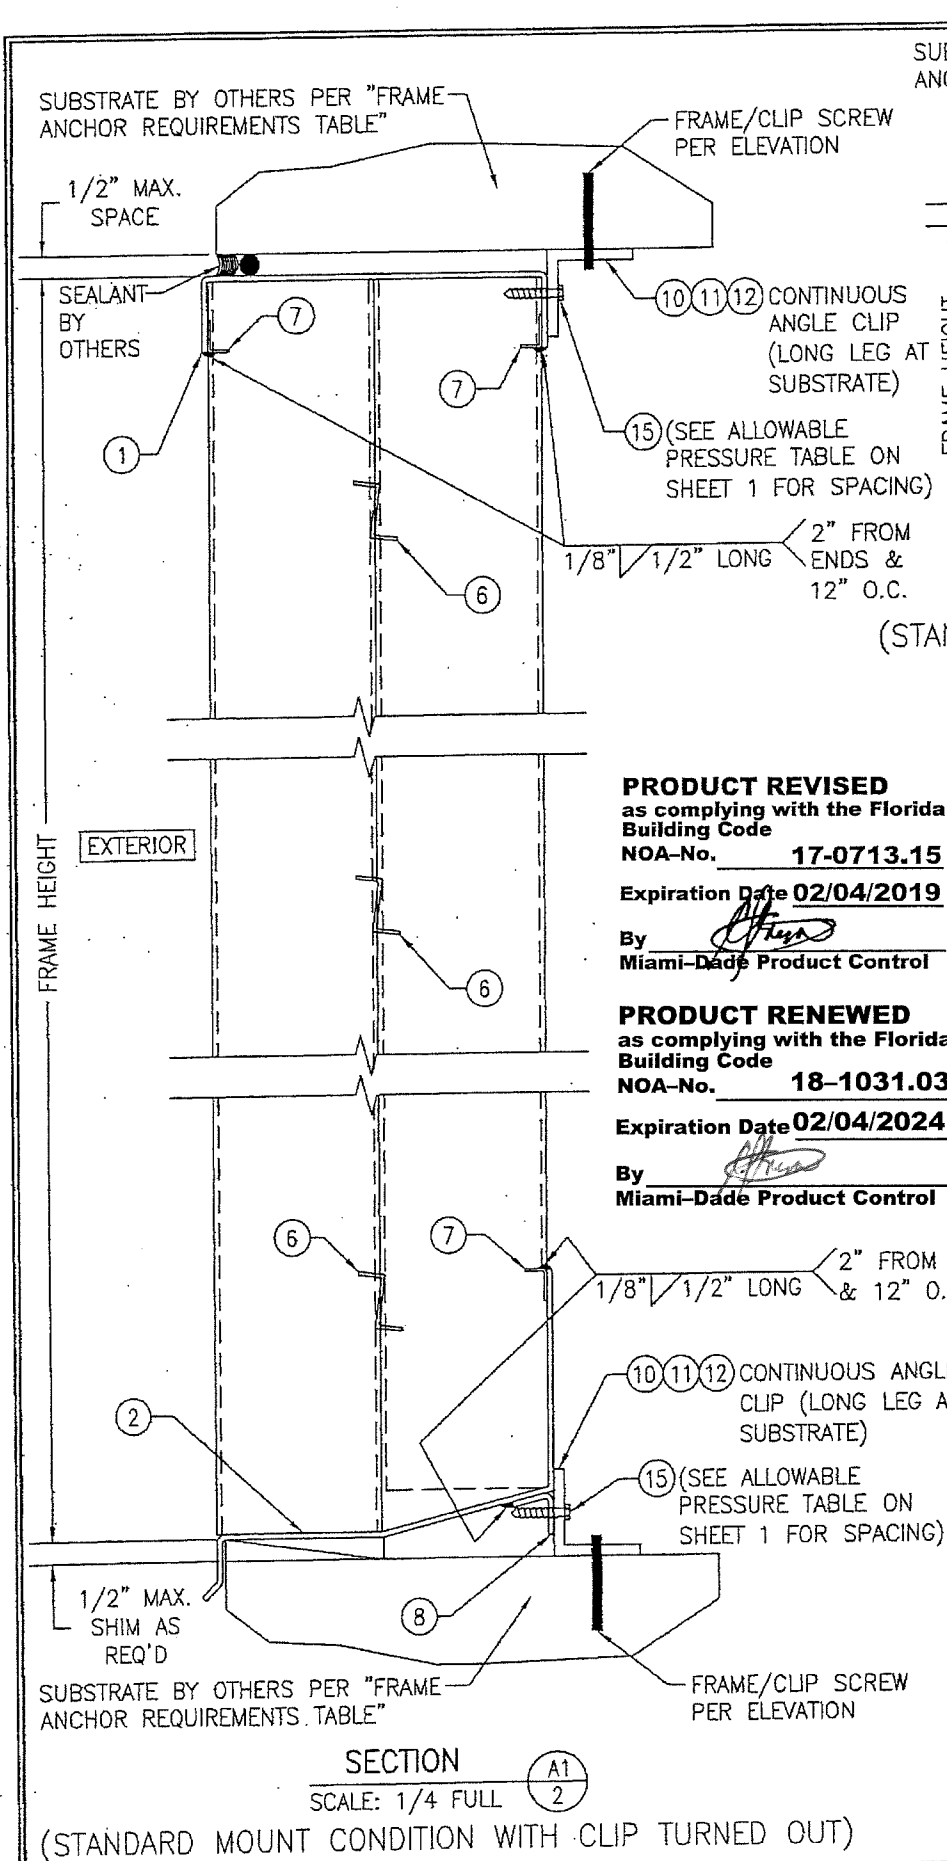 SUBSTRATE BY OTHERS PER "FRAME
ANCHOR REQUIREMENTS TABLE"
FRAME/CLIP SCREW
PER ELEVATION
1/2" MAX.
SPACE
SEALANT
BY
OTHERS
7
7
1
10 11 12 CONTINUOUS
ANGLE CLIP
(LONG LEG AT
SUBSTRATE)
15 (SEE ALLOWABLE
PRESSURE TABLE ON
SHEET 1 FOR SPACING)
1/8" 1/2" LONG
2" FROM
ENDS &
12" O.C.
6
(STAN
FRAME HEIGHT
EXTERIOR
6
PRODUCT REVISED
as complying with the Florida
Building Code
NOA-No. 17-0713.15
Expiration Date 02/04/2019
By
Miami-Dade Product Control
PRODUCT RENEWED
as complying with the Florida
Building Code
NOA-No. 18-1031.03
Expiration Date 02/04/2024
By
Miami-Dade Product Control
6
7
1/8" 1/2" LONG
2" FROM
& 12" O.
2
10 11 12 CONTINUOUS ANGL
CLIP (LONG LEG A
SUBSTRATE)
15 (SEE ALLOWABLE
PRESSURE TABLE ON
SHEET 1 FOR SPACING)
1/2" MAX.
SHIM AS
REQ'D
8
SUBSTRATE BY OTHERS PER "FRAME
ANCHOR REQUIREMENTS TABLE"
FRAME/CLIP SCREW
PER ELEVATION
SECTION
A1
2
SCALE: 1/4 FULL
(STANDARD MOUNT CONDITION WITH CLIP TURNED OUT)